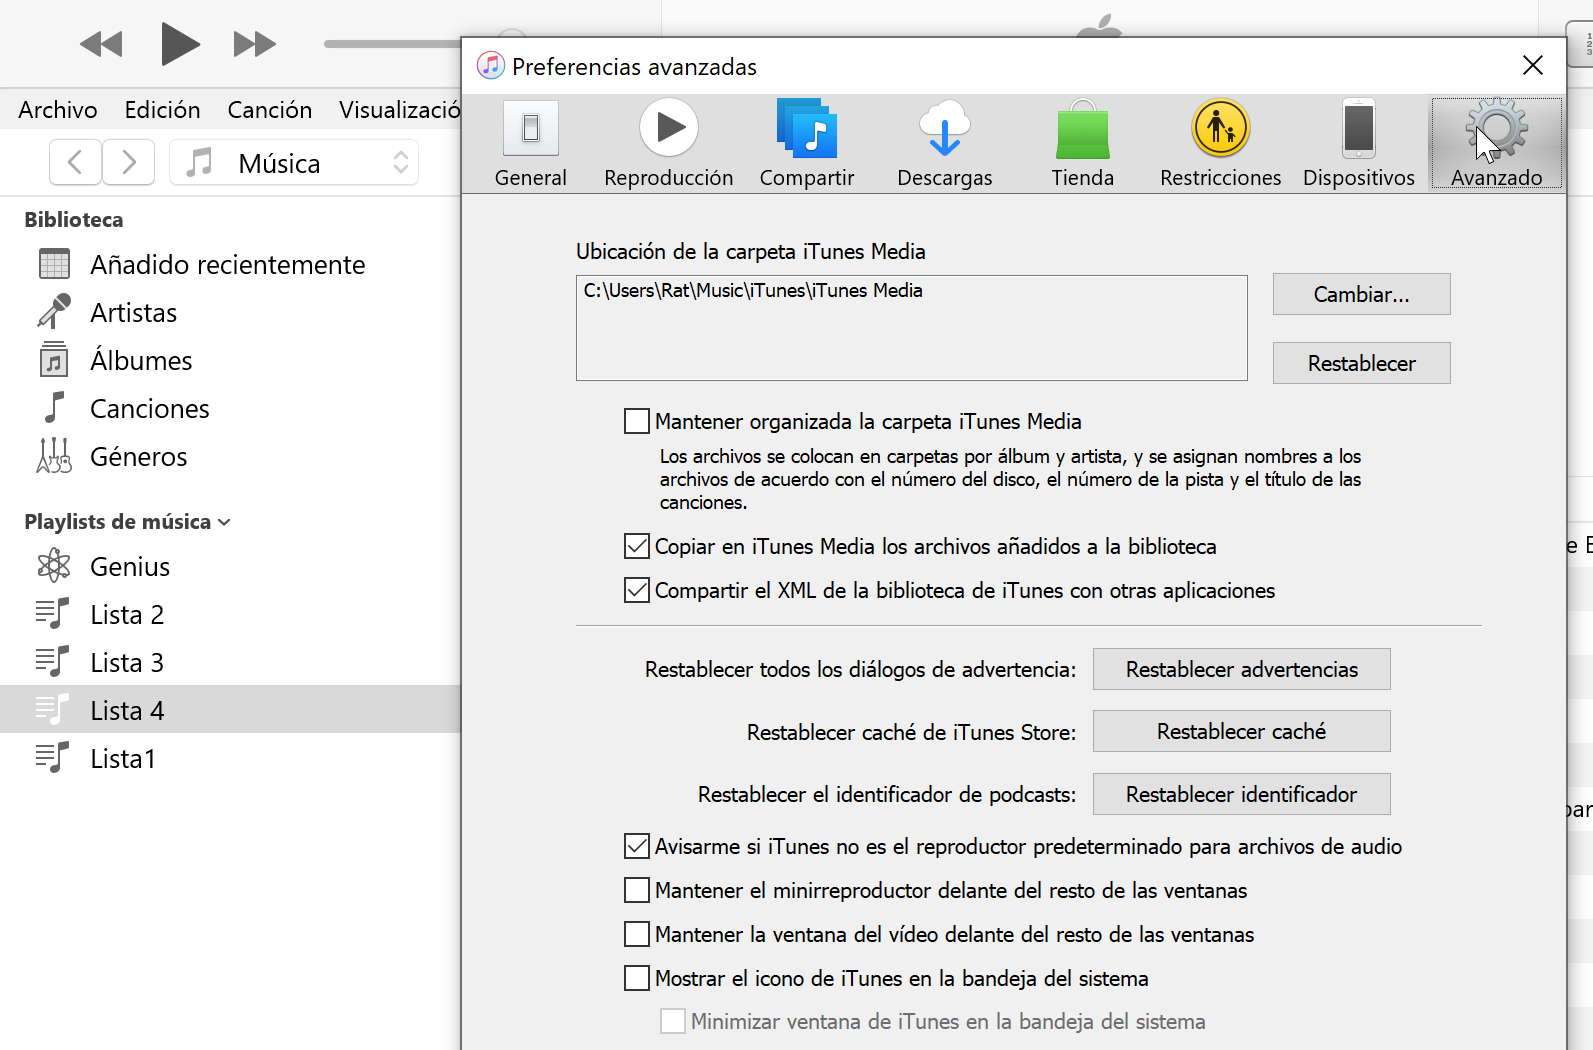 Archivo Edición Canción Visualizació
Música
Biblioteca
Añadido recientemente
Artistas
Álbumes
Canciones
Géneros
Playlists de música
Genius
Lista 2
Lista 3
Lista 4
Lista1
Preferencias avanzadas
General Reproducción Compartir Descargas Tienda Restricciones Dispositivos Avanzado
Ubicación de la carpeta iTunes Media
C:\Users\Rat\Music\iTunes\iTunes Media
Cambiar...
Restablecer
Mantener organizada la carpeta iTunes Media
Los archivos se colocan en carpetas por álbum y artista, y se asignan nombres a los
archivos de acuerdo con el número del disco, el número de la pista y el título de las
canciones.
Copiar en iTunes Media los archivos añadidos a la biblioteca
Compartir el XML de la biblioteca de iTunes con otras aplicaciones
Restablecer todos los diálogos de advertencia: Restablecer advertencias
Restablecer caché de iTunes Store: Restablecer caché
Restablecer el identificador de podcasts: Restablecer identificador
Avisarme si iTunes no es el reproductor predeterminado para archivos de audio
Mantener el minirreproductor delante del resto de las ventanas
Mantener la ventana del vídeo delante del resto de las ventanas
Mostrar el icono de iTunes en la bandeja del sistema
Minimizar ventana de iTunes en la bandeja del sistema